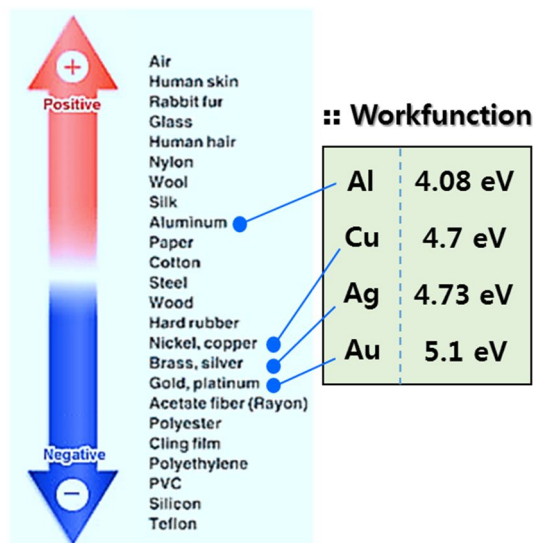 +
Positive
Air
Human skin
Rabbit fur
Glass
Human hair
Nylon
Wool
Silk
Aluminum
Paper
Cotton
Steel
Wood
Hard rubber
Nickel, copper
Brass, silver
Gold, platinum
Acetate fiber (Rayon)
Polyester
Cling film
Polyethylene
PVC
Silicon
Teflon
Negative
−
:: Workfunction
Al 4.08 eV
Cu 4.7 eV
Ag 4.73 eV
Au 5.1 eV